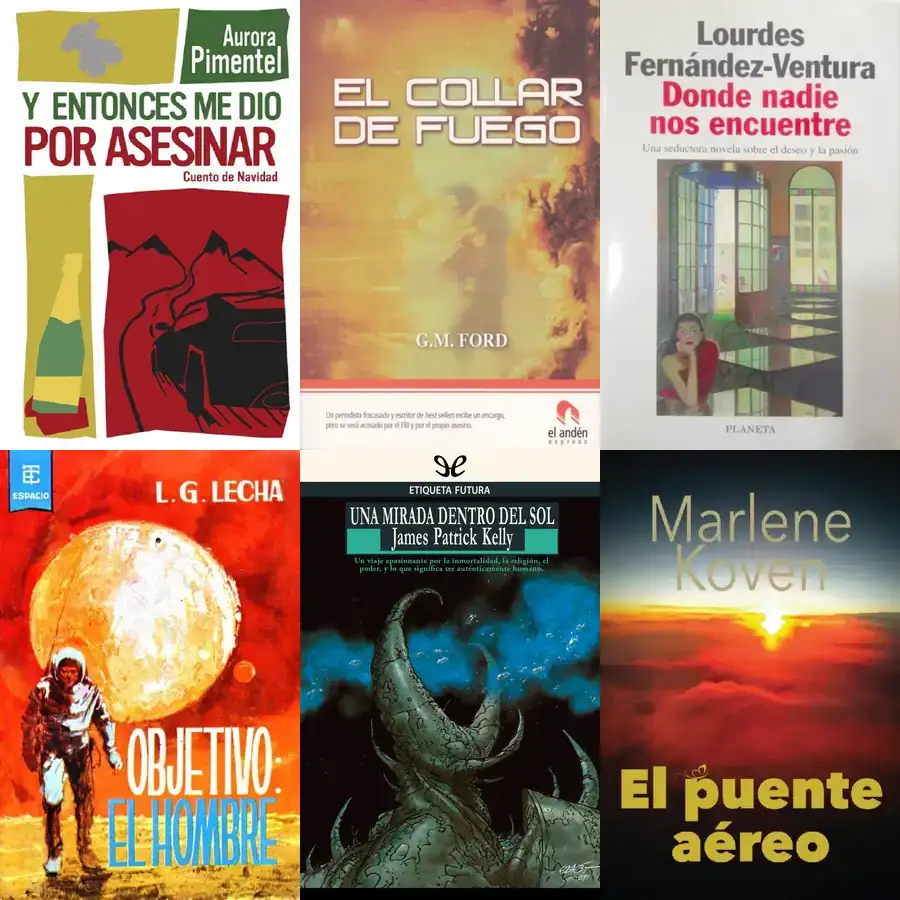 Aurora
Pimentel
Y ENTONCES ME DIO
POR ASESINAR
Cuento de Navidad
EL COLLAR
DE FUEGO
G.M. FORD
Un periodista fracasado y escritor de best sellers recibe un encargo,
pero se verá acosado por el FBI y por el propio asesino.
el andén
express
Lourdes
Fernández-Ventura
Donde nadie
nos encuentre
Una seductora novela sobre el deseo y la pasión
PLANETA
ESPACIO
L. G. LECHA
OBJETIVO:
EL HOMBRE
ETIQUETA FUTURA
UNA MIRADA DENTRO DEL SOL
James Patrick Kelly
Un viaje apasionante por la inmortalidad, la religión, el
poder, y lo que significa ser auténticamente humano.
Marlene
Koven
El puente
aéreo